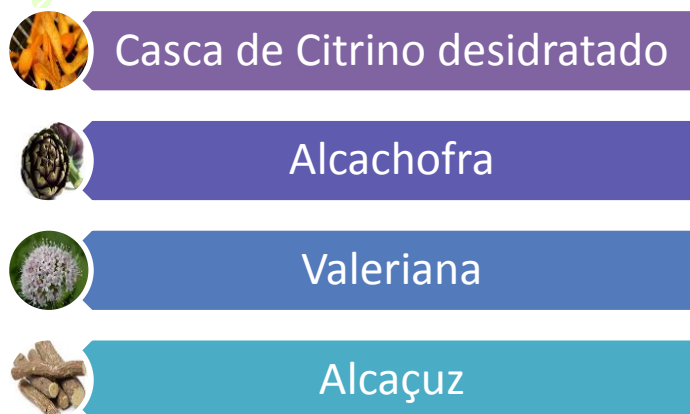 Casca de Citrino desidratado
Alcachofra
Valeriana
Alcaçuz